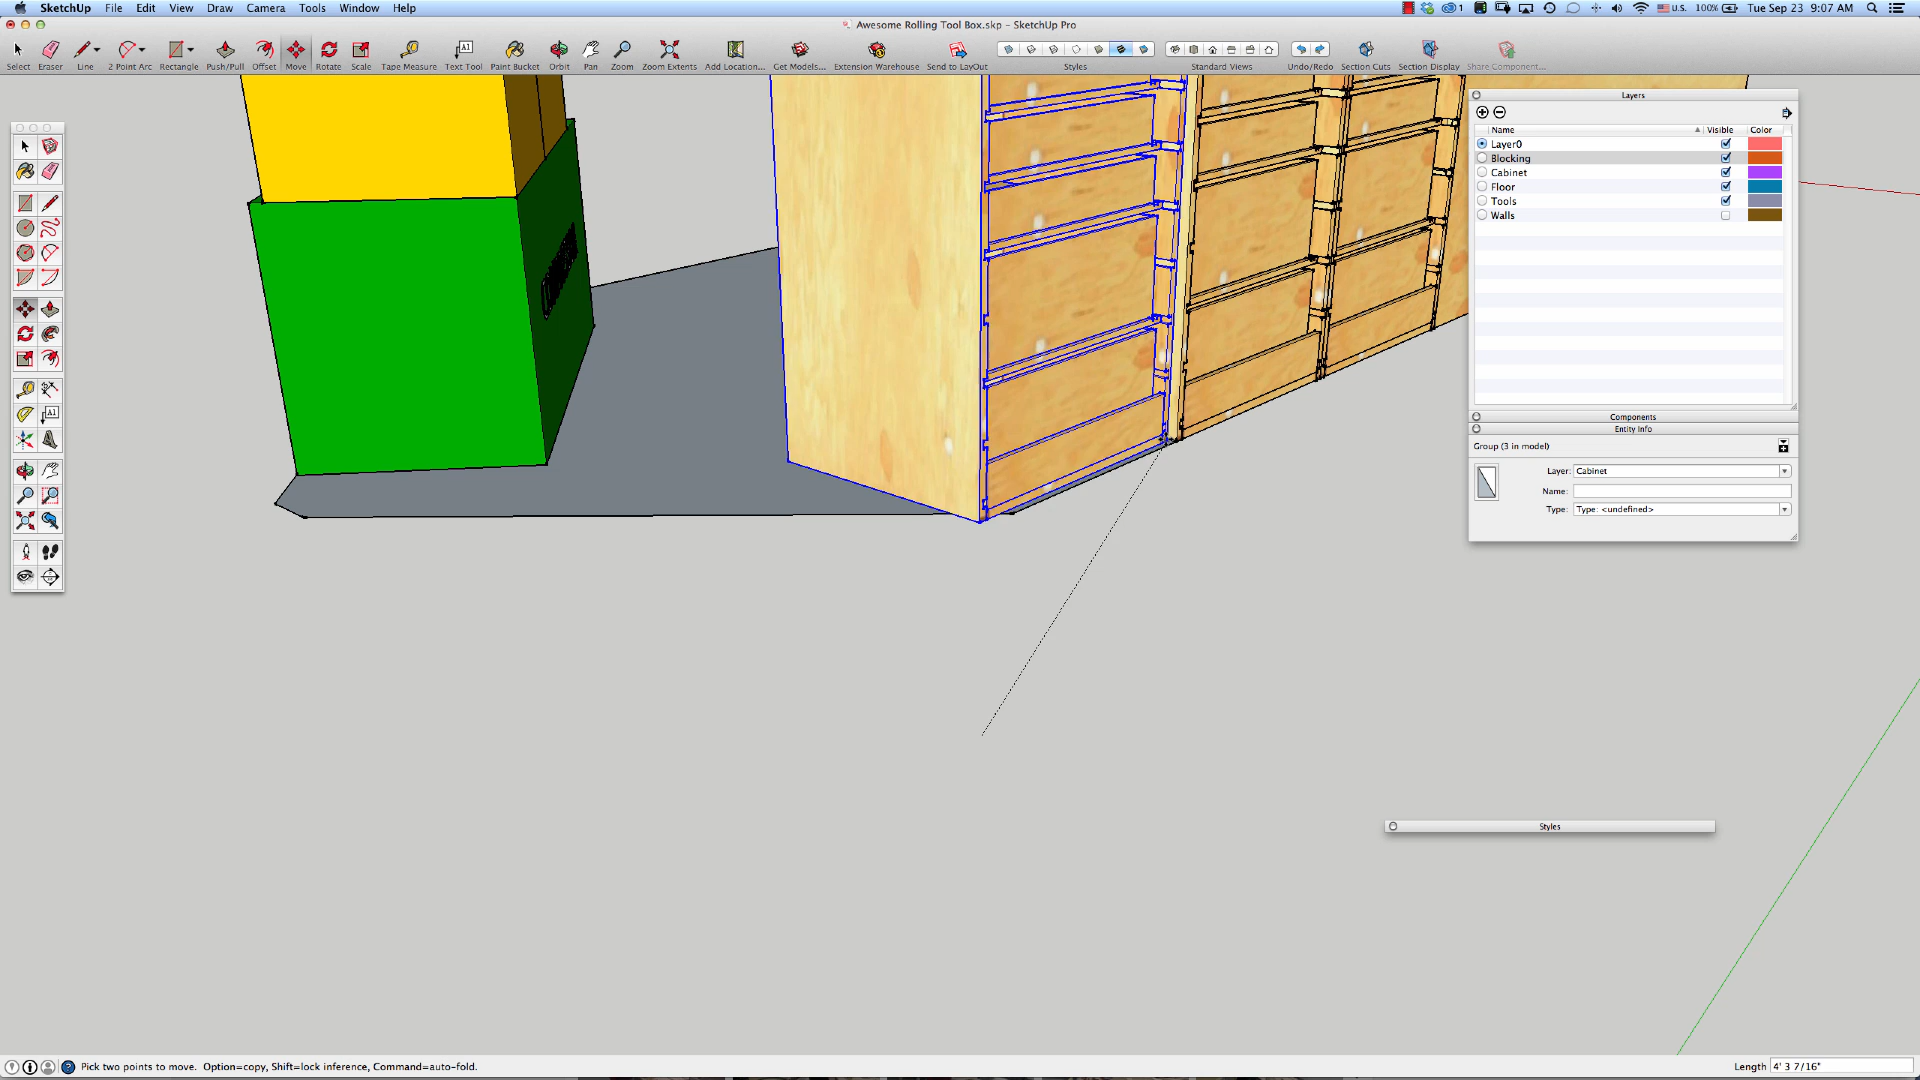 SketchUp File Edit View Draw Camera Tools Window Help 1 U.S. 100% Tue Sep 23 9:07 AM
Awesome Rolling Tool Box.skp - SketchUp Pro
A1
Select Eraser Line 2 Point Arc Rectangle Push/Pull Offset Move Rotate Scale Tape Measure Text Tool Paint Bucket Orbit Pan Zoom Zoom Extents Add Location... Get Models... Extension Warehouse Send to LayOut Styles Standard Views Undo/Redo Section Cuts Section Display Share Component...
Layers
Name Visible Color
Layer0
Blocking
Cabinet
Floor
Tools
Walls
A1
Components
Entity Info
Group (3 in model)
Layer: Cabinet
Name:
Type: Type: <undefined>
Styles
Pick two points to move. Option=copy, Shift=lock inference, Command=auto-fold.
Length 4' 3 7/16"